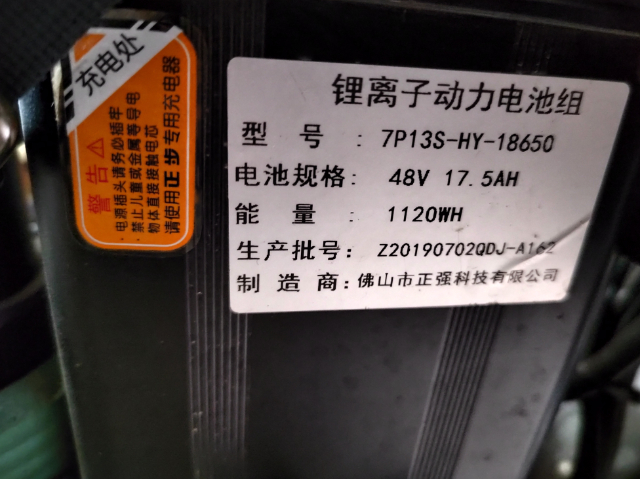 充电处
警告
·电源插头请务必插牢
·禁止儿童或金属等导电
物体直接接触电芯
请使用正步专用充电器
锂离子动力电池组
型 号 : 7P13S-HY-18650
电池规格: 48V 17.5AH
能 量 : 1120WH
生产批号: Z20190702QDJ-A162
制 造 商:佛山市正强科技有限公司